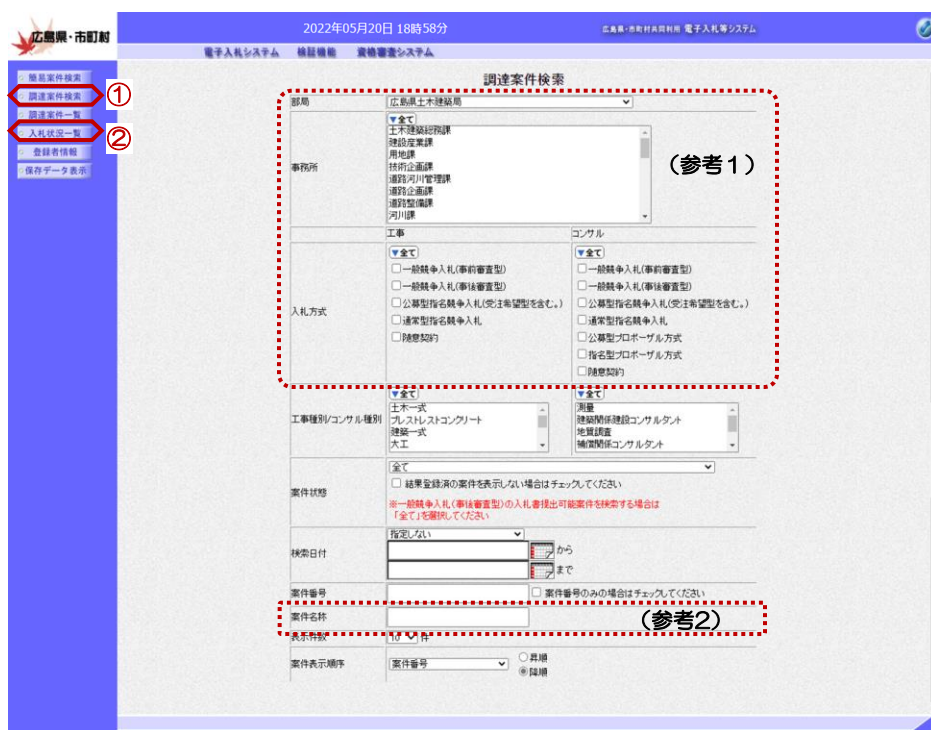 広島県・市町村
2022年05月20日 18時58分
広島県・市町村共同利用 電子入札等システム
電子入札システム 検証機能 資格審査システム
簡易案件検索
調達案件検索 ①
調達案件一覧
入札状況一覧 ②
登録者情報
保存データ表示
調達案件検索
部局 広島県土木建築局
▼全て
土木建築総務課
建設産業課
用地課
事務所 技術企画課
道路河川管理課
道路企画課
道路整備課
河川課
(参考1)
工事 コンサル
▼全て ▼全て
入札方式
一般競争入札(事前審査型) 一般競争入札(事前審査型)
一般競争入札(事後審査型) 一般競争入札(事後審査型)
公募型指名競争入札(受注希望型を含む。) 公募型指名競争入札(受注希望型を含む。)
通常型指名競争入札 通常型指名競争入札
随意契約 公募型プロポーザル方式
指名型プロポーザル方式
随意契約
▼全て ▼全て
工事種別/コンサル種別
土木一式 測量
プレストレストコンクリート 建築関係建設コンサルタント
建築一式 地質調査
大工 補償関係コンサルタント
案件状態
全て
結果登録済の案件を表示しない場合はチェックしてください
※一般競争入札(事後審査型)の入札書提出可能案件を検索する場合は
「全て」を選択してください
検索日付
指定しない
から
まで
案件番号 案件番号のみの場合はチェックしてください
案件名称 (参考2)
表示件数 10 件
案件表示順序 案件番号 昇順
降順